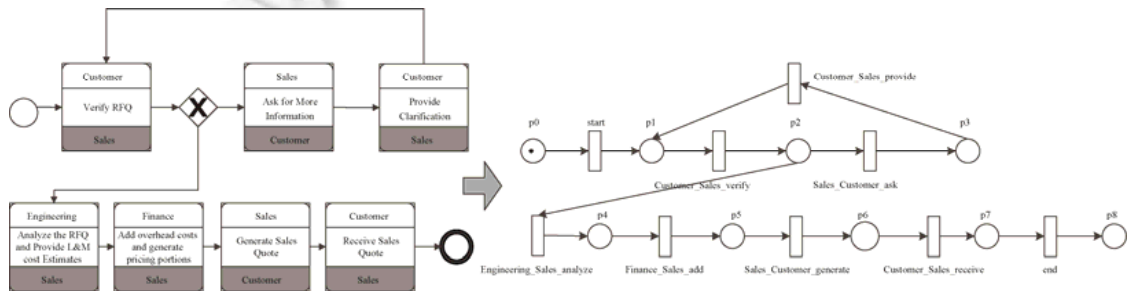 Customer
Verify RFQ
Sales
X
Sales
Ask for More
Information
Customer
Customer
Provide
Clarification
Sales
Engineering
Analyze the RFQ
and Provide L&M
cost Estimates
Sales
Finance
Add overhead costs
and generate
pricing portions
Sales
Sales
Generate Sales
Quote
Customer
Customer
Receive Sales
Quote
Sales
Customer_Sales_provide
p0
start
p1
p2
p3
Customer_Sales_verify
Sales_Customer_ask
p4
p5
p6
p7
p8
Engineering_Sales_analyze
Finance_Sales_add
Sales_Customer_generate
Customer_Sales_receive
end